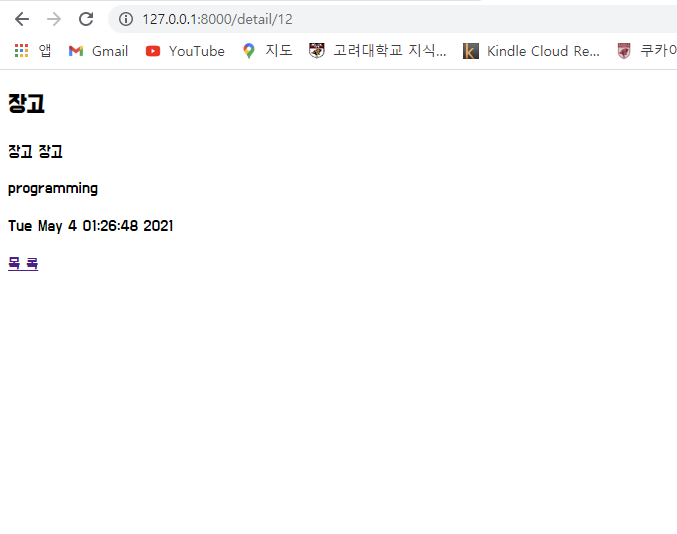 127.0.0.1:8000/detail/12
앱 Gmail YouTube 지도 고려대학교 지식... Kindle Cloud Re... 쿠카이
장고
장고 장고
programming
Tue May 4 01:26:48 2021
목 록